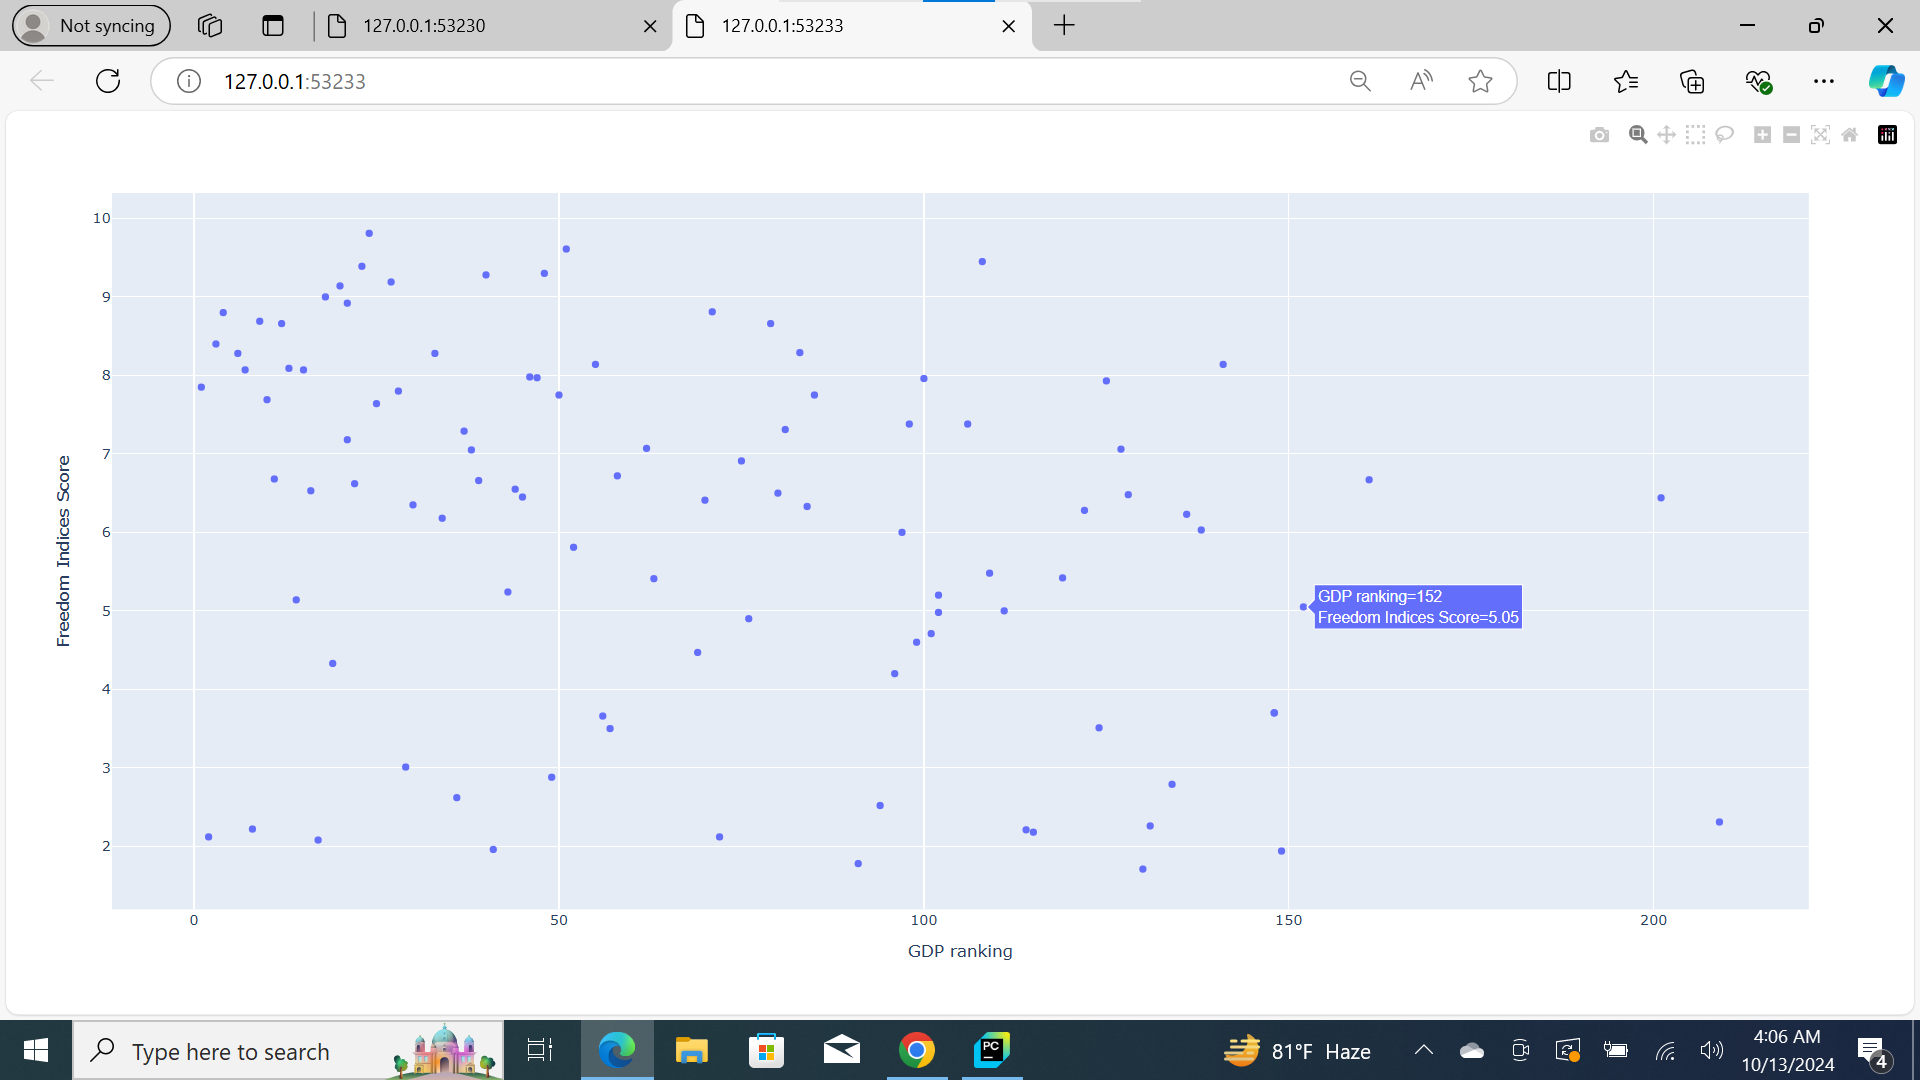 Not syncing
127.0.0.1:53230
127.0.0.1:53233
127.0.0.1:53233
10
9
8
7
6
5
4
3
2
Freedom Indices Score
GDP ranking=152
Freedom Indices Score=5.05
0 50 100 150 200
GDP ranking
Type here to search
PC
81°F Haze
4:06 AM
10/13/2024
4